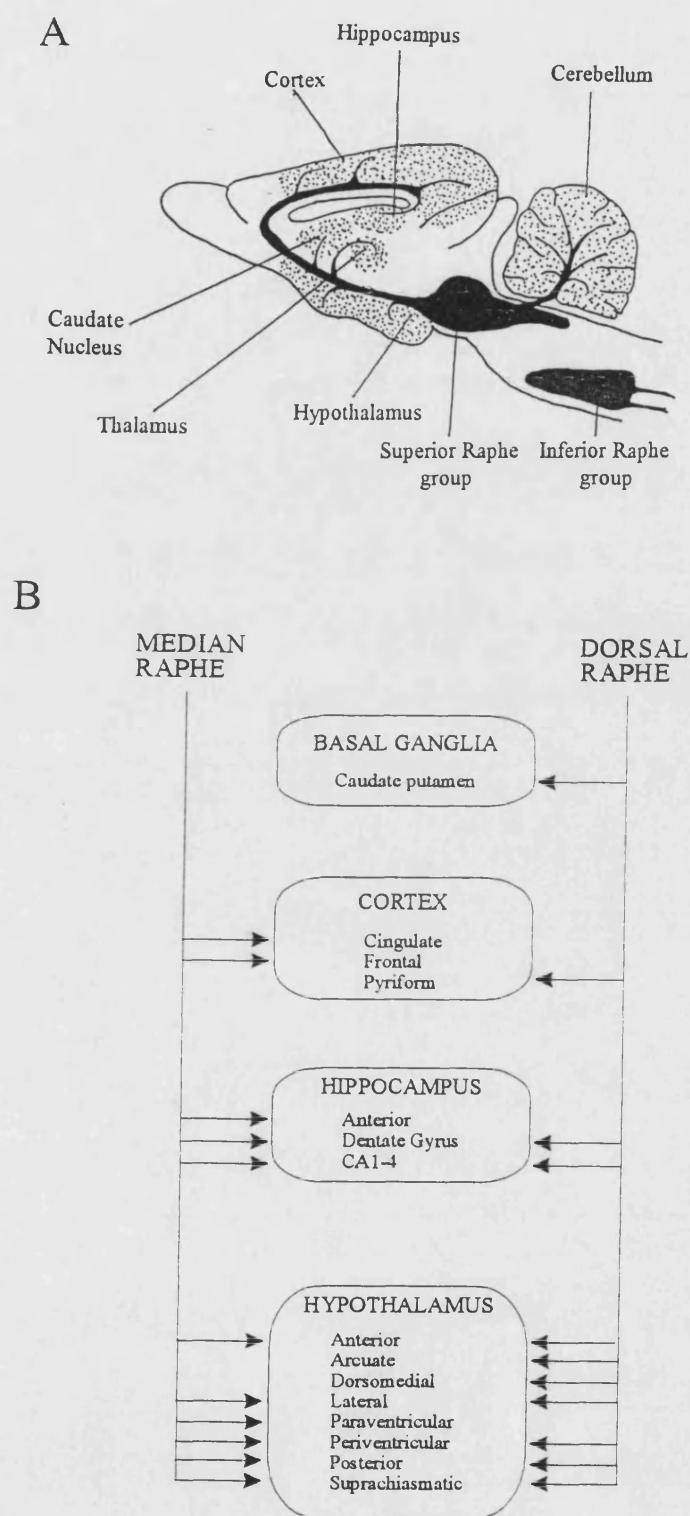 A
Hippocampus
Cortex
Cerebellum
Caudate
Nucleus
Thalamus
Hypothalamus
Superior Raphe
group
Inferior Raphe
group
B
MEDIAN
RAPHE
DORSAL
RAPHE
BASAL GANGLIA
Caudate putamen
CORTEX
Cingulate
Frontal
Pyriform
HIPPOCAMPUS
Anterior
Dentate Gyrus
CA1-4
HYPOTHALAMUS
Anterior
Arcuate
Dorsomedial
Lateral
Paraventricular
Periventricular
Posterior
Suprachiasmatic